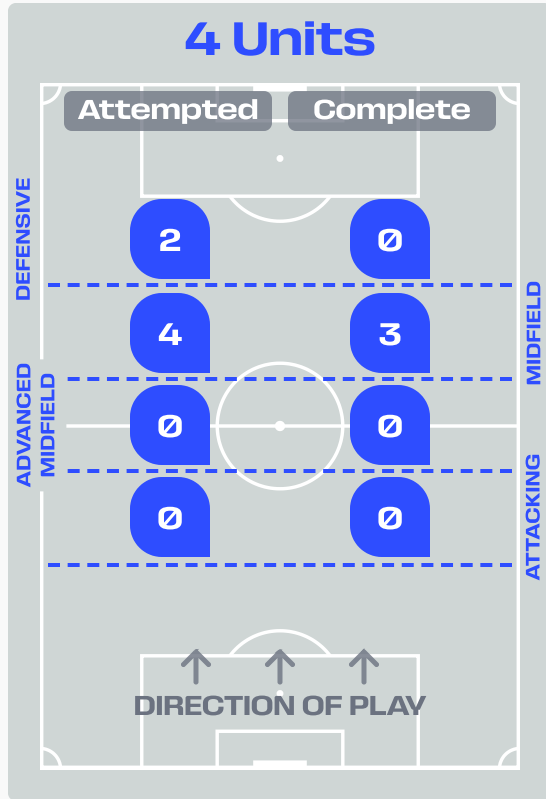 4 Units
Attempted Complete
DEFENSIVE
2 0
MIDFIELD
4 3
ADVANCED
MIDFIELD
0 0
ATTACKING
0 0
DIRECTION OF PLAY